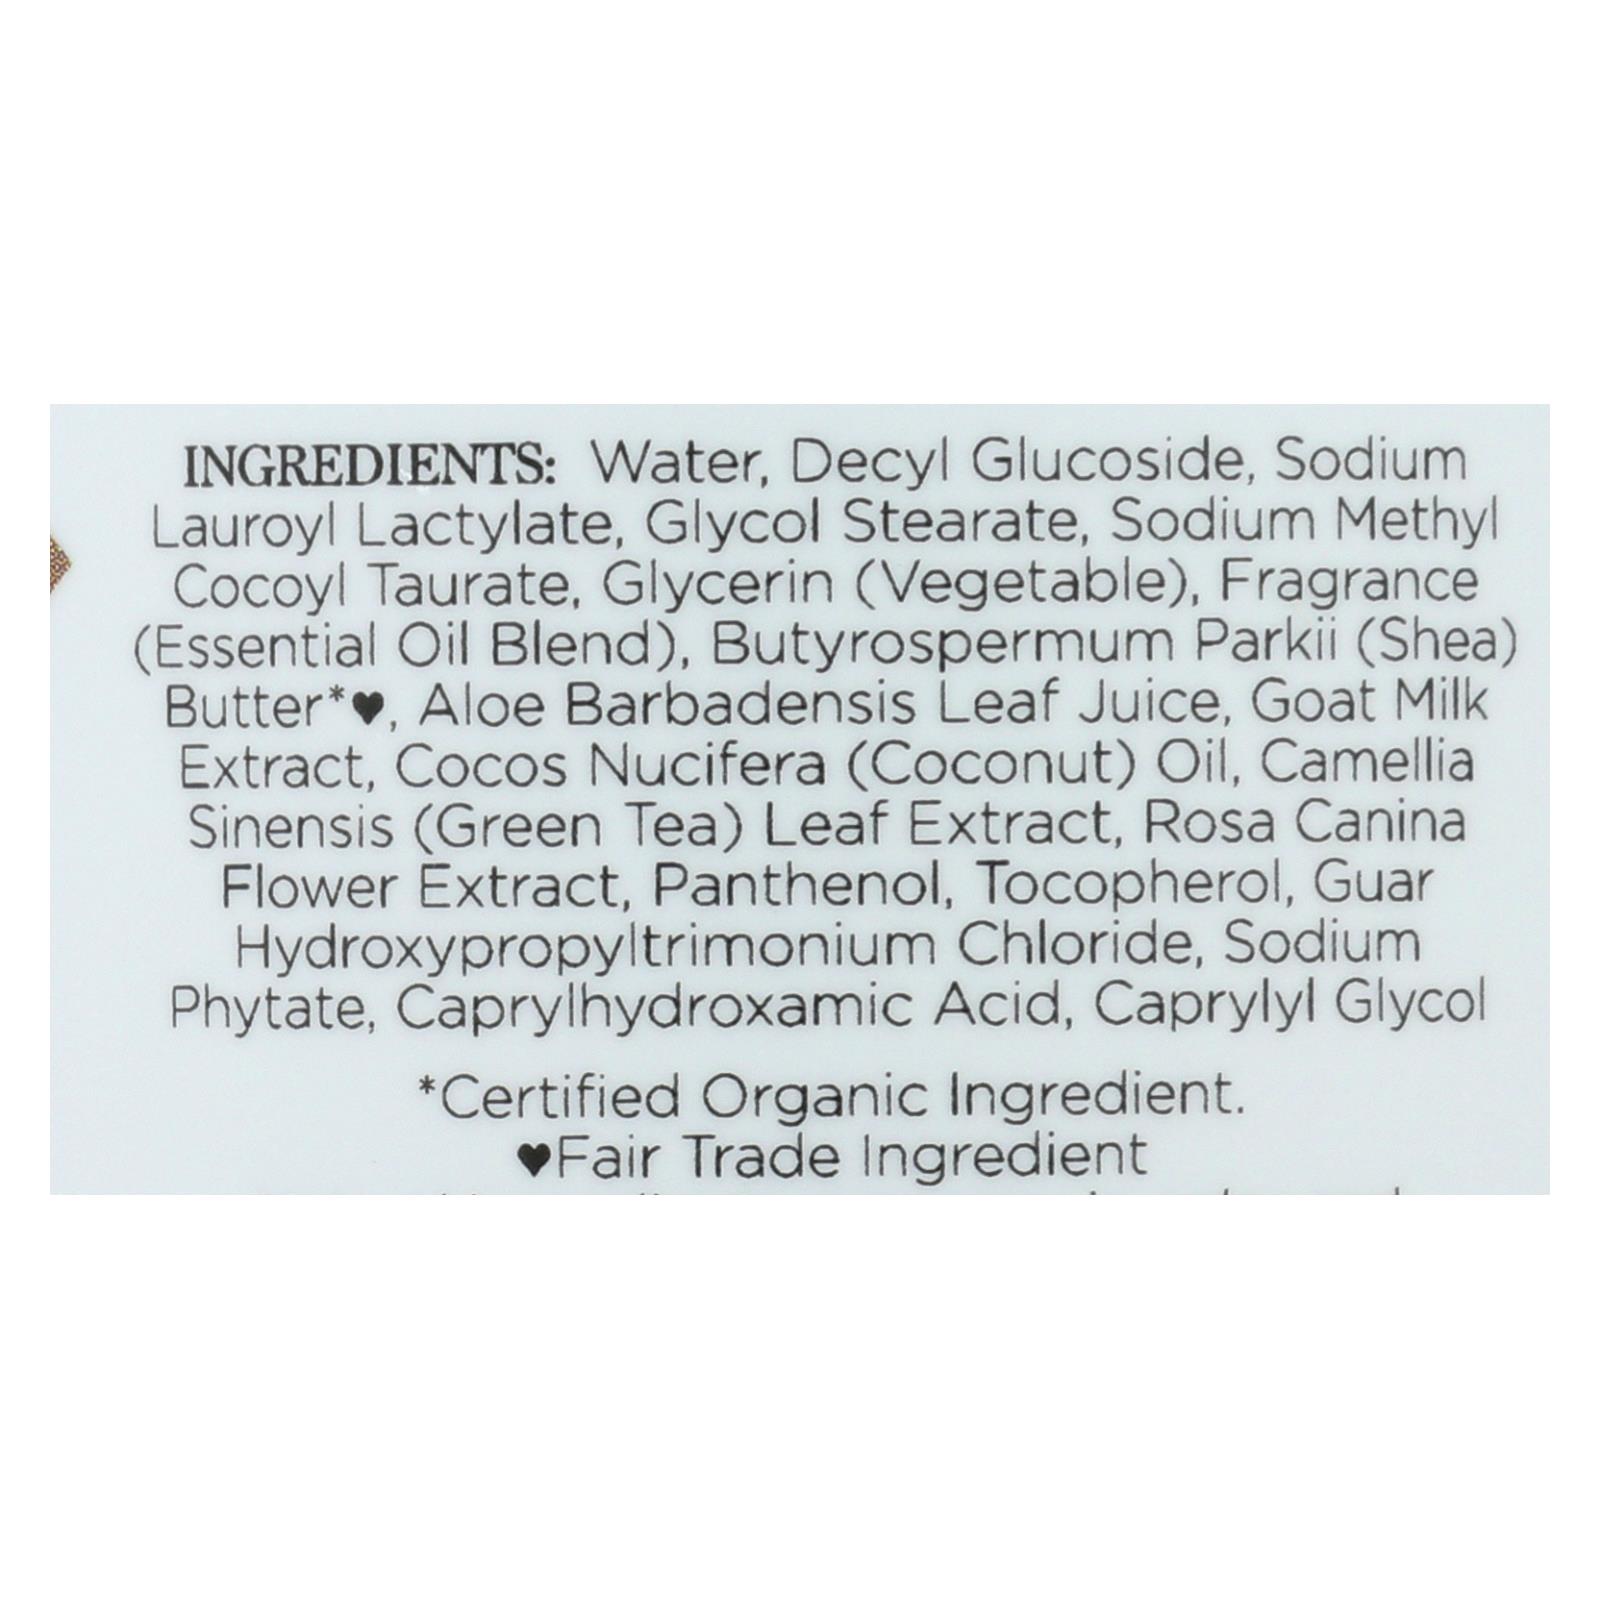 INGREDIENTS: Water, Decyl Glucoside, Sodium
Lauroyl Lactylate, Glycol Stearate, Sodium Methyl
Cocoyl Taurate, Glycerin (Vegetable), Fragrance
(Essential Oil Blend), Butyrospermum Parkii (Shea)
Butter*♥, Aloe Barbadensis Leaf Juice, Goat Milk
Extract, Cocos Nucifera (Coconut) Oil, Camellia
Sinensis (Green Tea) Leaf Extract, Rosa Canina
Flower Extract, Panthenol, Tocopherol, Guar
Hydroxypropyltrimonium Chloride, Sodium
Phytate, Caprylhydroxamic Acid, Caprylyl Glycol
*Certified Organic Ingredient.
♥Fair Trade Ingredient